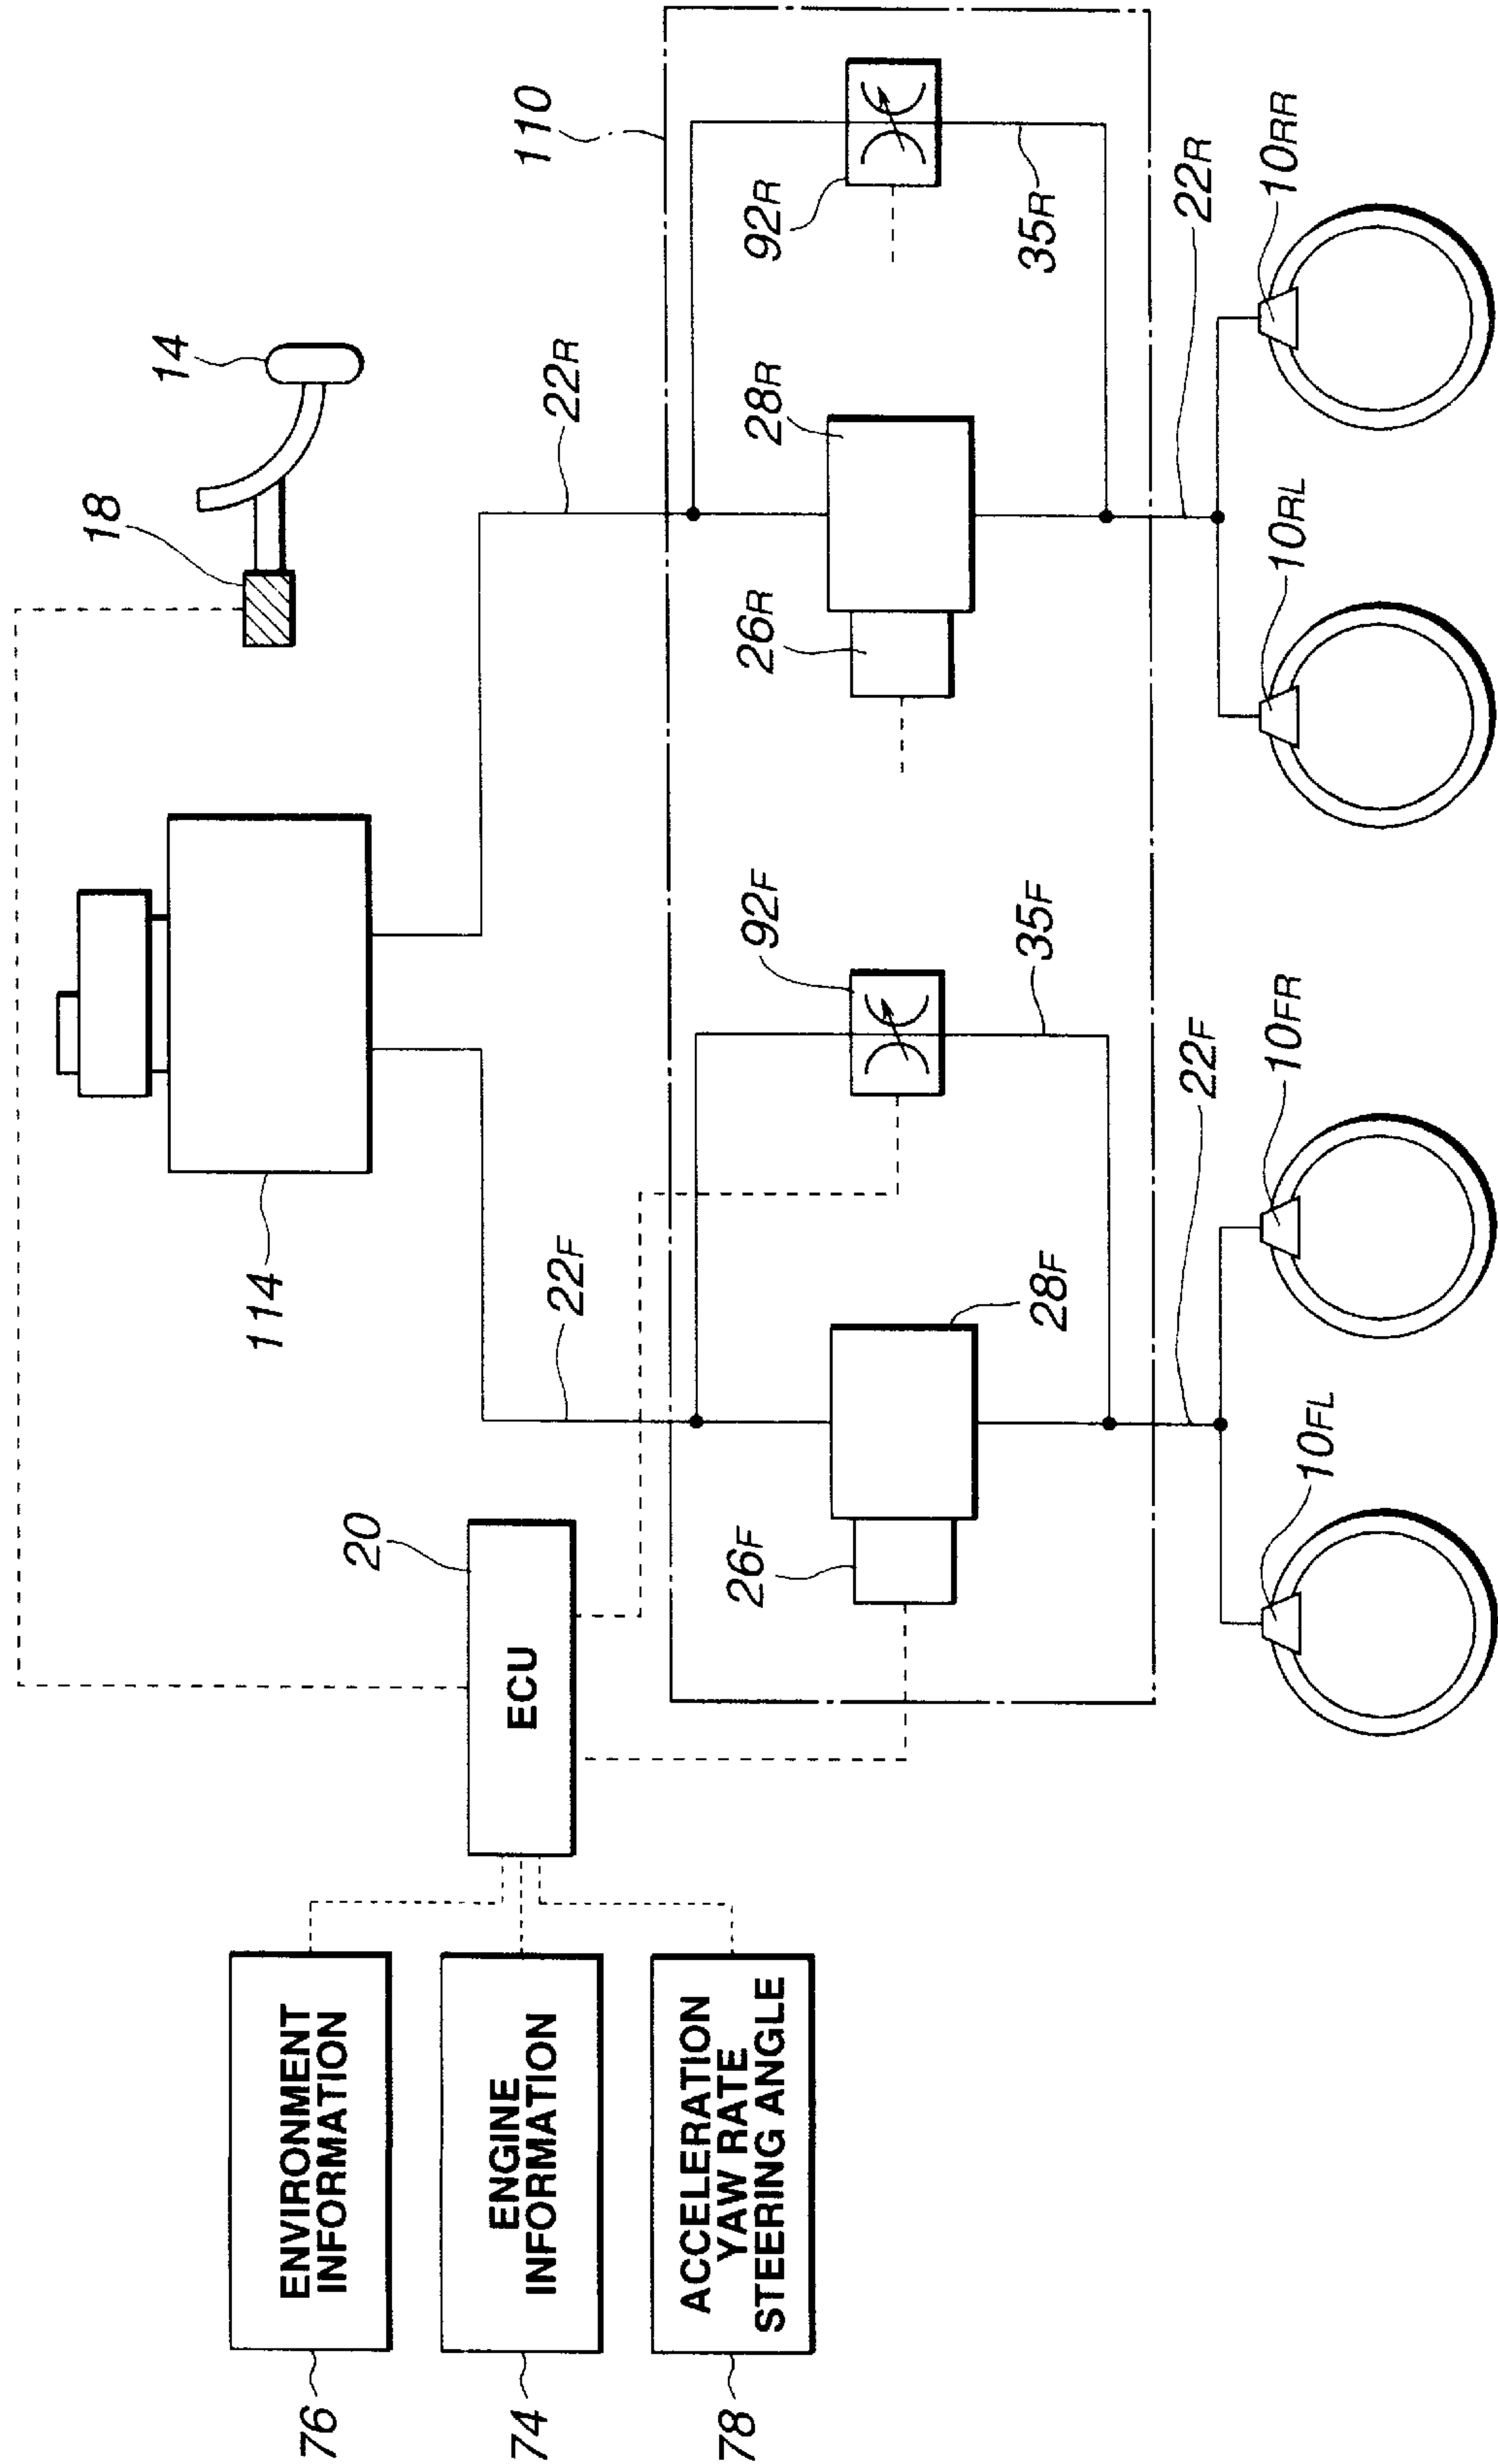 14
18
110
114
22R
92R
28R
26R
35R
22R
10RR
10RL
22F
92F
35F
28F
26F
22F
10FR
10FL
20
ECU
ENVIRONMENT
INFORMATION
76
ENGINE
INFORMATION
74
ACCELERATION
YAW RATE
STEERING ANGLE
78